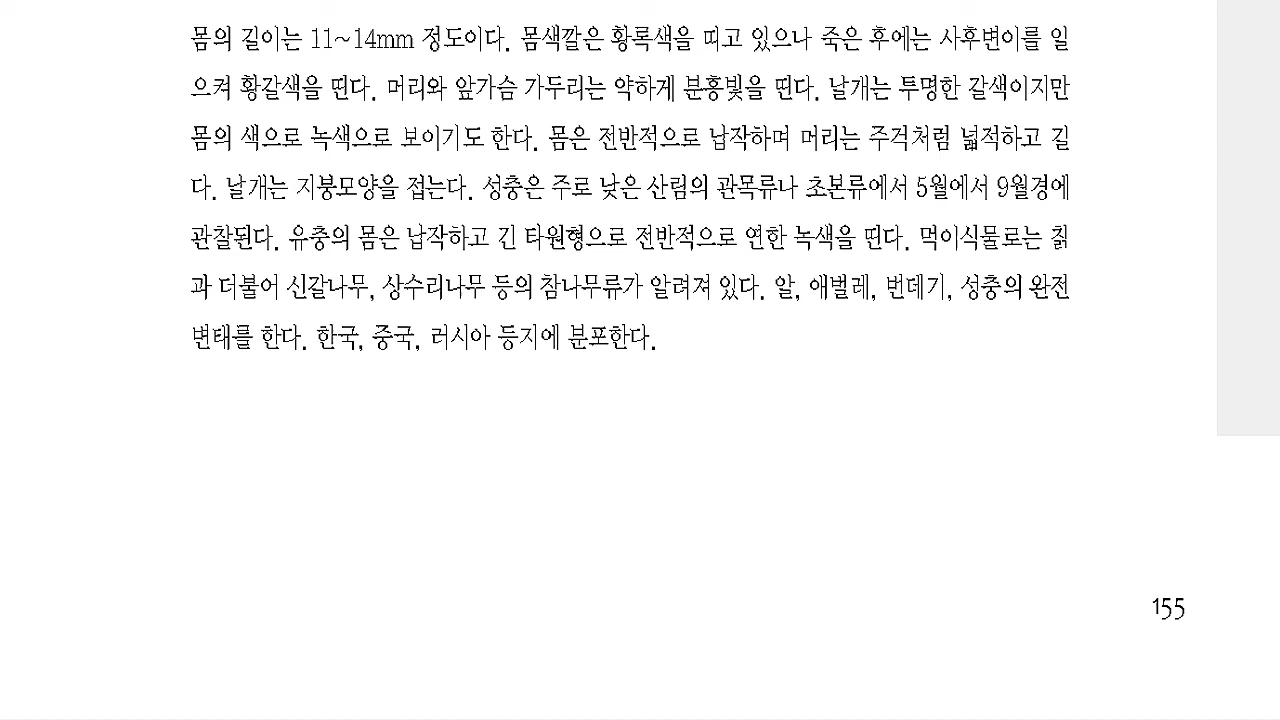 몸의 길이는 11~14mm 정도이다. 몸색깔은 황록색을 띠고 있으나 죽은 후에는 사후변이를 일
으켜 황갈색을 띤다. 머리와 앞가슴 가두리는 약하게 분홍빛을 띤다. 날개는 투명한 갈색이지만
몸의 색으로 녹색으로 보이기도 한다. 몸은 전반적으로 납작하며 머리는 주걱처럼 넓적하고 길
다. 날개는 지붕모양을 접는다. 성충은 주로 낮은 산림의 관목류나 초본류에서 5월에서 9월경에
관찰된다. 유충의 몸은 납작하고 긴 타원형으로 전반적으로 연한 녹색을 띤다. 먹이식물로는 칡
과 더불어 신갈나무, 상수리나무 등의 참나무류가 알려져 있다. 알, 애벌레, 번데기, 성충의 완전
변태를 한다. 한국, 중국, 러시아 등지에 분포한다.
155